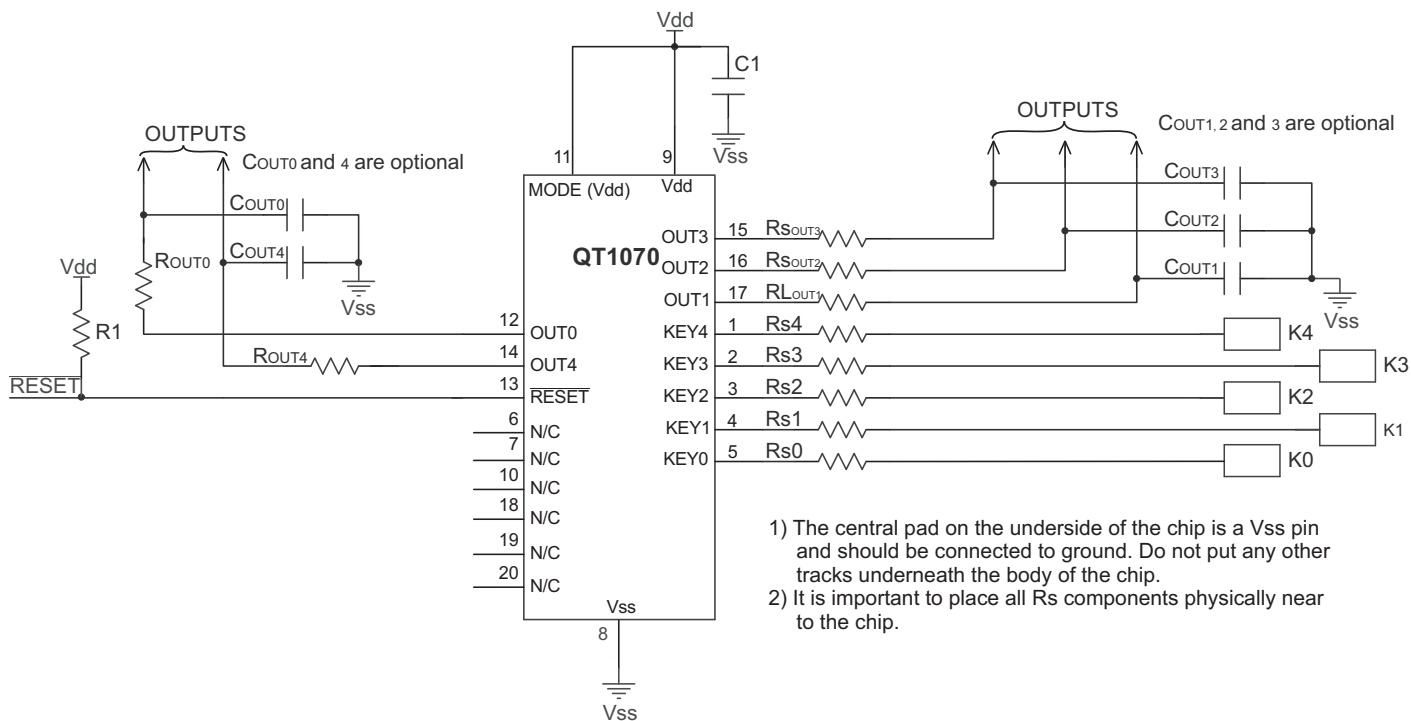 Vdd
C1
Vss
OUTPUTS
COUT0 and 4 are optional
COUT0
COUT4
ROUT0
Vss
Vdd
R1
RESET
ROUT4
OUTPUTS
COUT1, 2 and 3 are optional
COUT3
COUT2
COUT1
Vss
11
9
MODE (Vdd)
Vdd
QT1070
12
OUT0
14
OUT4
13
RESET
6
N/C
7
N/C
10
N/C
18
N/C
19
N/C
20
N/C
OUT3 15 RsOUT3
OUT2 16 RsOUT2
OUT1 17 RLOUT1
KEY4 1 Rs4 K4
KEY3 2 Rs3 K3
KEY2 3 Rs2 K2
KEY1 4 Rs1 K1
KEY0 5 Rs0 K0
Vss
8
Vss
1) The central pad on the underside of the chip is a Vss pin
and should be connected to ground. Do not put any other
tracks underneath the body of the chip.
2) It is important to place all Rs components physically near
to the chip.